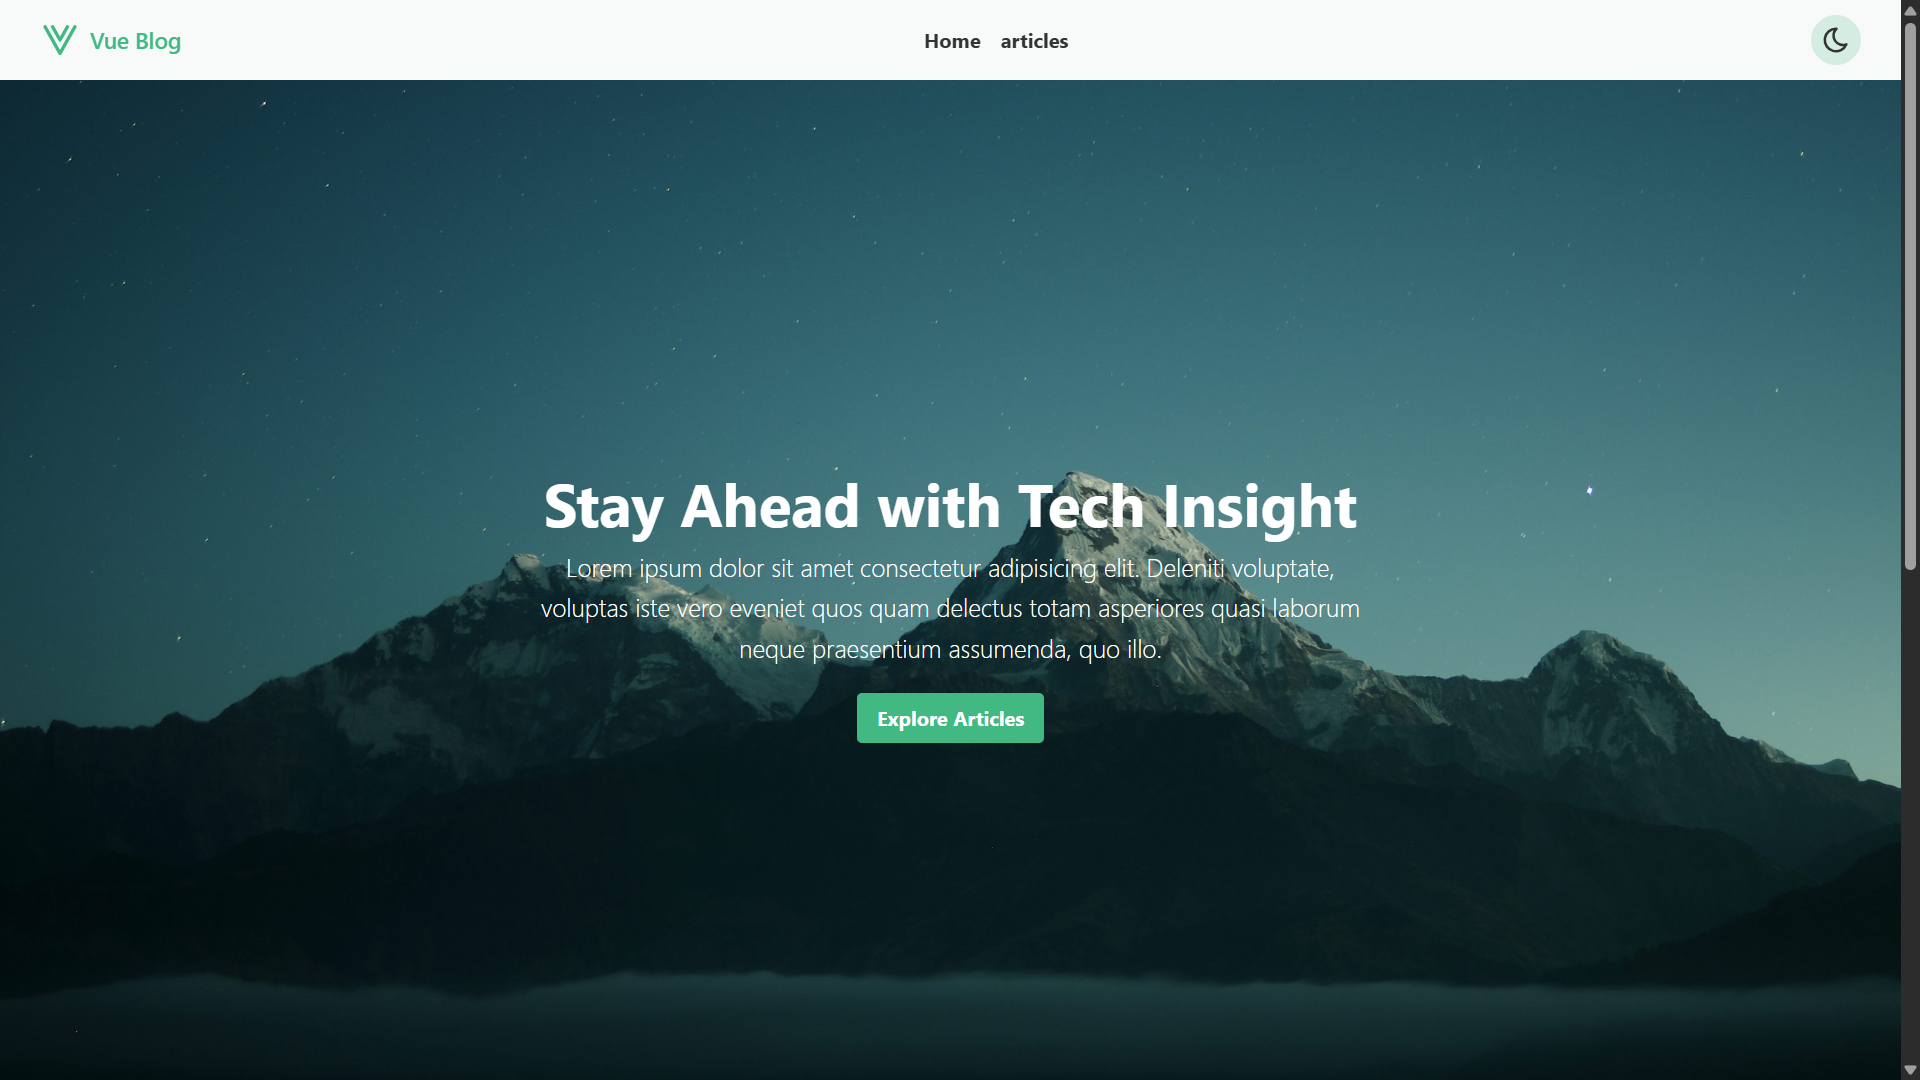 Vue Blog
Home
articles
Stay Ahead with Tech Insight
Lorem ipsum dolor sit amet consectetur adipisicing elit. Deleniti voluptate,
voluptas iste vero eveniet quos quam delectus totam asperiores quasi laborum
neque praesentium assumenda, quo illo.
Explore Articles